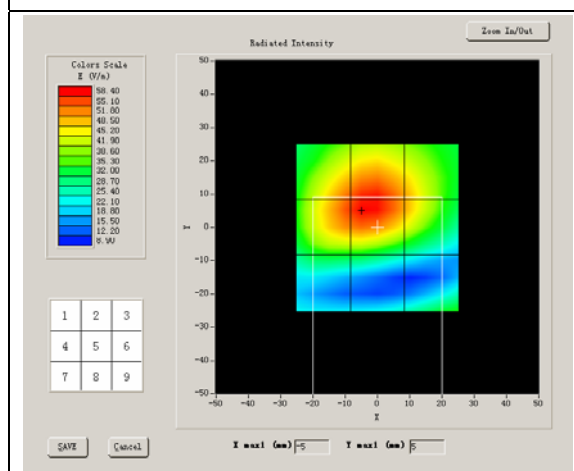 Zoom In/Out
Radiated Intensity
Colors Scale
E (V/m)
58.40
55.10
51.80
48.50
45.20
41.90
38.60
35.30
32.00
28.70
25.40
22.10
18.80
15.50
12.20
8.90
50
40
30
20
10
0
-10
-20
-30
-40
-50
Y
-50 -40 -30 -20 -10 0 10 20 30 40 50
X
1 2 3
4 5 6
7 8 9
SAVE Cancel
X max1 (mm) -5 Y max1 (mm) 5